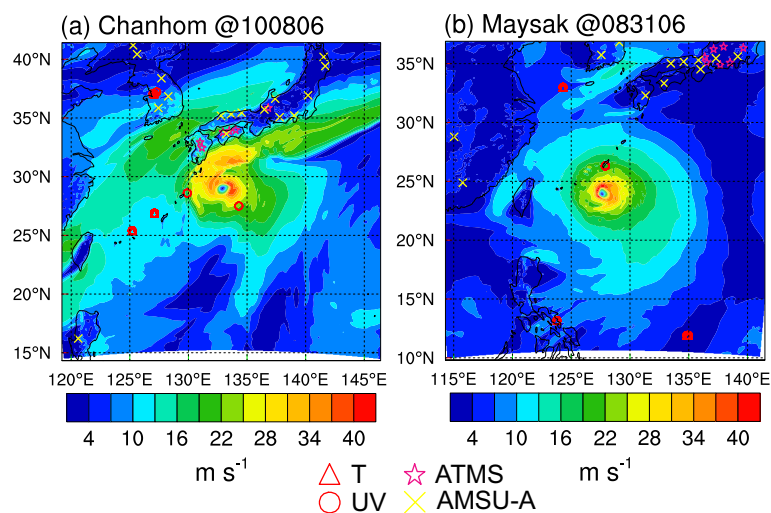 (a) Chanhom @100806
(b) Maysak @083106
40°N
35°N
30°N
25°N
20°N
15°N
120°E 125°E 130°E 135°E 140°E 145°E
35°N
30°N
25°N
20°N
15°N
10°N
115°E 120°E 125°E 130°E 135°E 140°E
4 10 16 22 28 34 40
m s⁻¹
4 10 16 22 28 34 40
m s⁻¹
T
ATMS
UV
AMSU-A